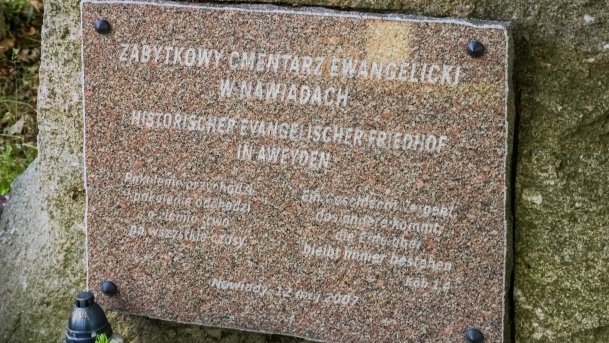 ZABYTKOWY CMENTARZ EWANGELICKI
W NAWIADACH
HISTORISCHER EVANGELISCHER FRIEDHOF
IN AWEYDEN
Pokolenie przychodzi
i pokolenie odchodzi
a ziemia trwa
po wszystkie czasy.
Ein Geschlecht vergeht,
das andere kommt,
die Erde aber
bleibt immer bestehen
Koh 1,4
Nawiady, 12 maj 2007